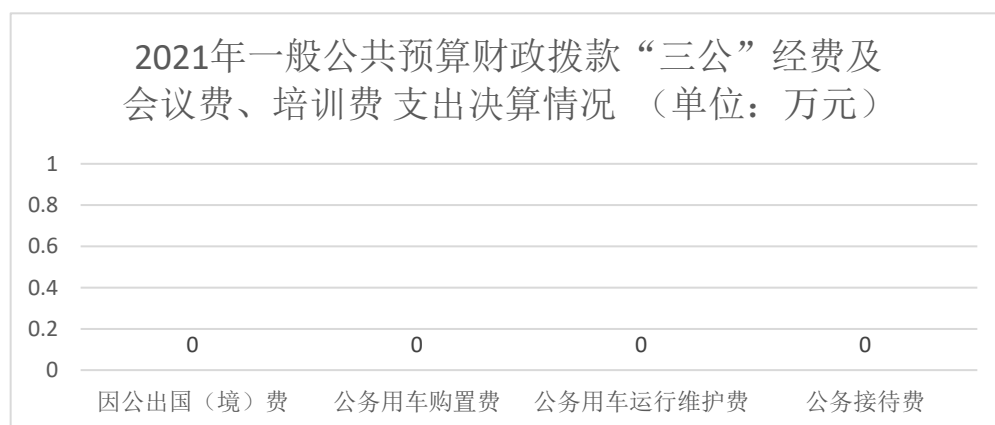 2021年一般公共预算财政拨款“三公”经费及
会议费、培训费 支出决算情况 （单位：万元）
1
0.8
0.6
0.4
0.2
0
0 0 0 0
因公出国（境）费 公务用车购置费 公务用车运行维护费 公务接待费